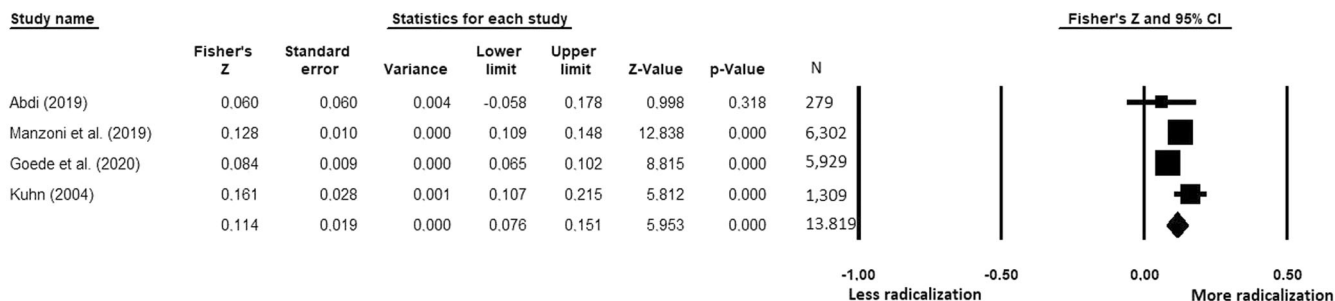 Study name Statistics for each study Fisher's Z and 95% CI
Fisher's Standard Lower Upper
Z error Variance limit limit Z-Value p-Value N
Abdi (2019) 0.060 0.060 0.004 -0.058 0.178 0.998 0.318 279
Manzoni et al. (2019) 0.128 0.010 0.000 0.109 0.148 12.838 0.000 6,302
Goede et al. (2020) 0.084 0.009 0.000 0.065 0.102 8.815 0.000 5,929
Kuhn (2004) 0.161 0.028 0.001 0.107 0.215 5.812 0.000 1,309
0.114 0.019 0.000 0.076 0.151 5.953 0.000 13.819
-1.00 -0.50 0.00 0.50
Less radicalization More radicalization